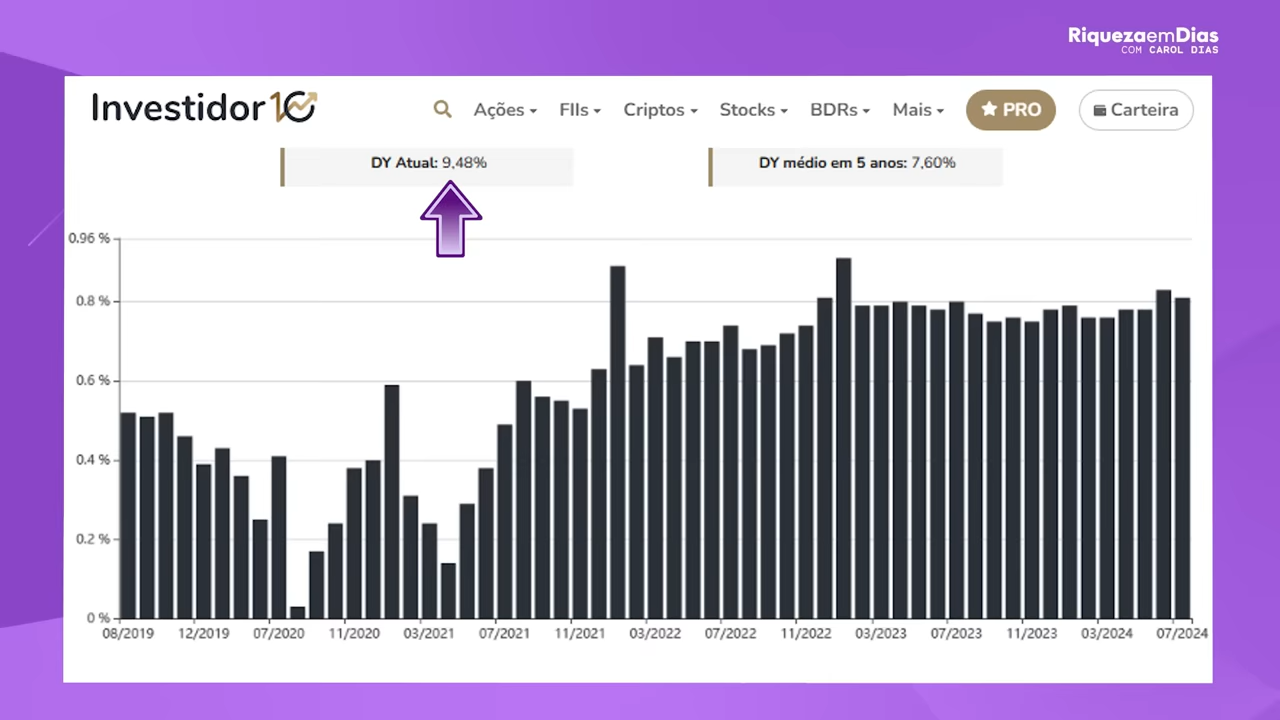 RiquezaemDias
COM CAROL DIAS
Investidor10
Ações
FIIs
Criptos
Stocks
BDRs
Mais
PRO
Carteira
DY Atual: 9,48%
DY médio em 5 anos: 7,60%
0.96 %
0.8 %
0.6 %
0.4 %
0.2 %
0 %
08/2019 12/2019 07/2020 11/2020 03/2021 07/2021 11/2021 03/2022 07/2022 11/2022 03/2023 07/2023 11/2023 03/2024 07/2024